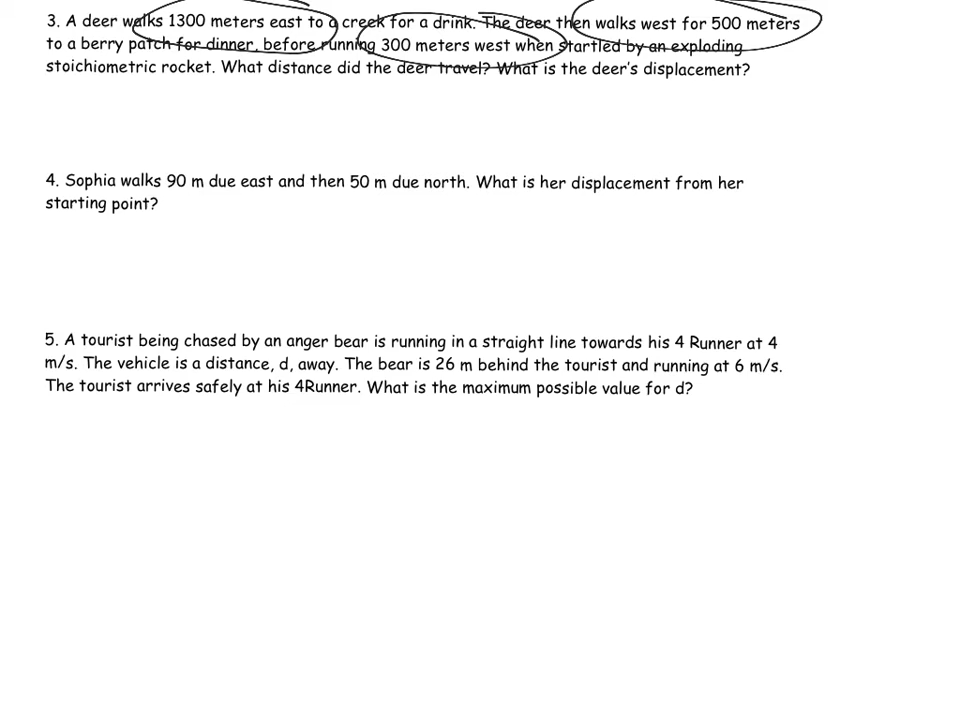 3. A deer walks 1300 meters east to a creek for a drink. The deer then walks west for 500 meters
to a berry patch for dinner, before running 300 meters west when startled by an exploding
stoichiometric rocket. What distance did the deer travel? What is the deer's displacement?
4. Sophia walks 90 m due east and then 50 m due north. What is her displacement from her
starting point?
5. A tourist being chased by an anger bear is running in a straight line towards his 4 Runner at 4
m/s. The vehicle is a distance, d, away. The bear is 26 m behind the tourist and running at 6 m/s.
The tourist arrives safely at his 4Runner. What is the maximum possible value for d?